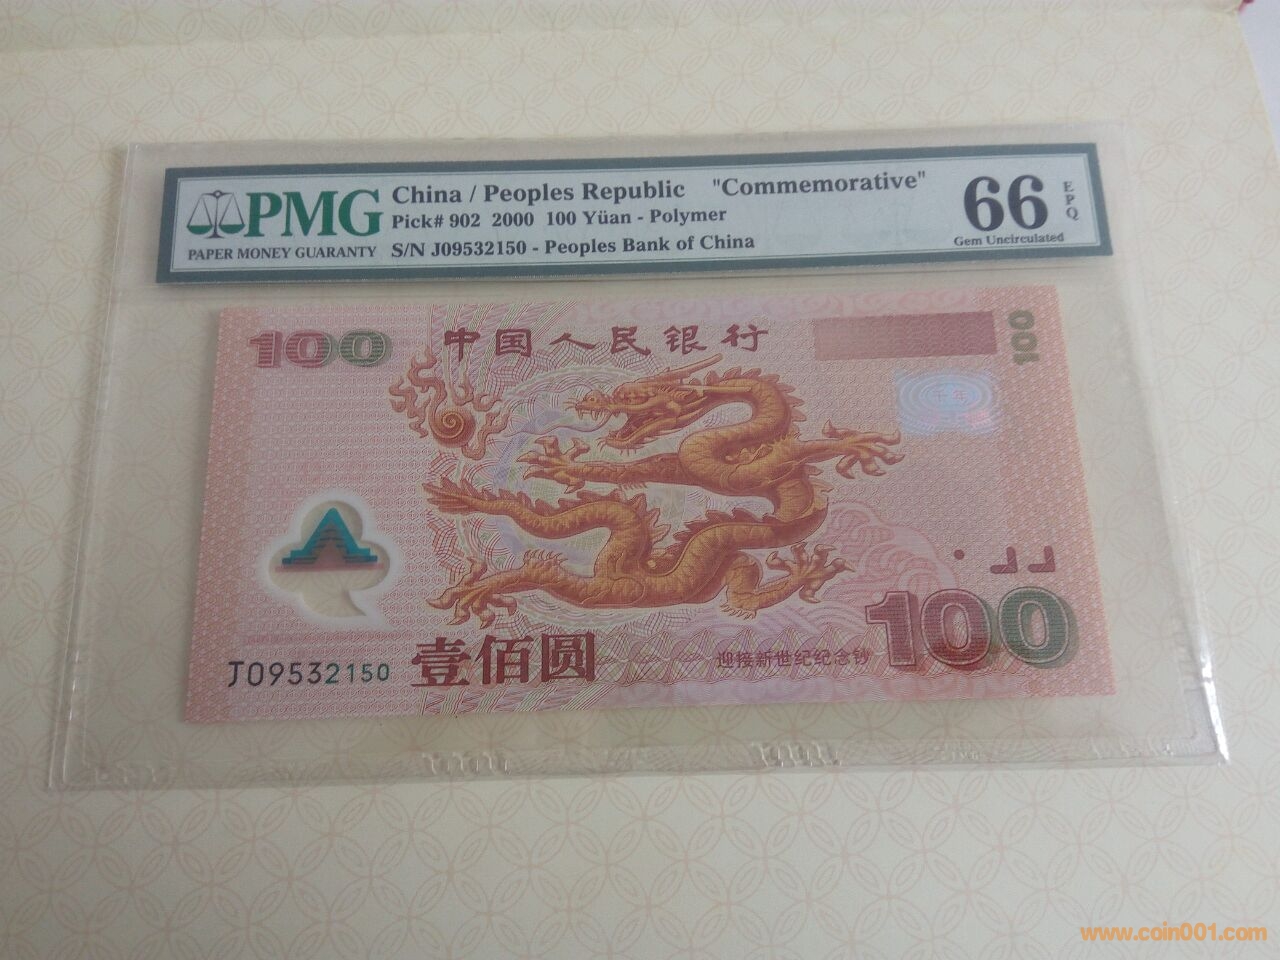 PMG
PAPER MONEY GUARANTY
China / Peoples Republic "Commemorative"
Pick# 902 2000 100 Yüan - Polymer
S/N J09532150 - Peoples Bank of China
66
EPQ
Gem Uncirculated
100
中国人民银行
100
千年
100
J09532150
壹佰圆
迎接新世纪纪念钞
www.coin001.com